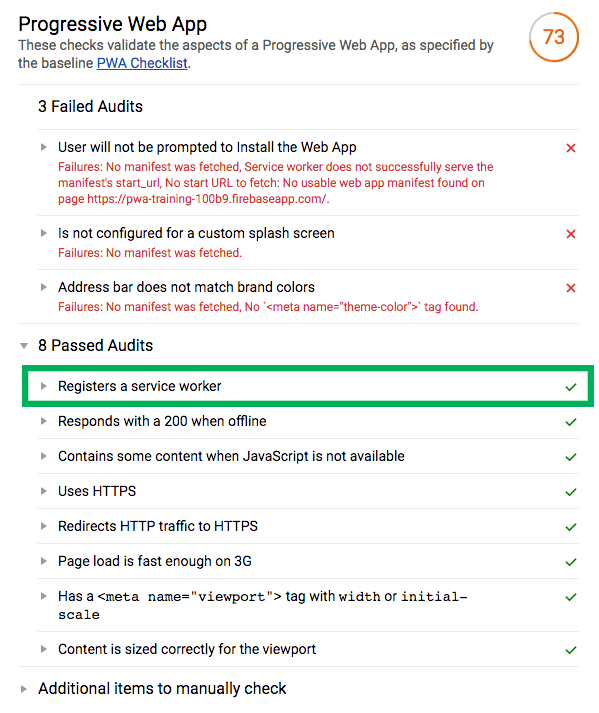 Progressive Web App
These checks validate the aspects of a Progressive Web App, as specified by
the baseline PWA Checklist.
73
3 Failed Audits
User will not be prompted to Install the Web App
Failures: No manifest was fetched, Service worker does not successfully serve the
manifest's start_url, No start URL to fetch: No usable web app manifest found on
page https://pwa-training-100b9.firebaseapp.com/.
Is not configured for a custom splash screen
Failures: No manifest was fetched.
Address bar does not match brand colors
Failures: No manifest was fetched, No `<meta name="theme-color">` tag found.
8 Passed Audits
Registers a service worker
Responds with a 200 when offline
Contains some content when JavaScript is not available
Uses HTTPS
Redirects HTTP traffic to HTTPS
Page load is fast enough on 3G
Has a <meta name="viewport"> tag with width or initial-
scale
Content is sized correctly for the viewport
Additional items to manually check